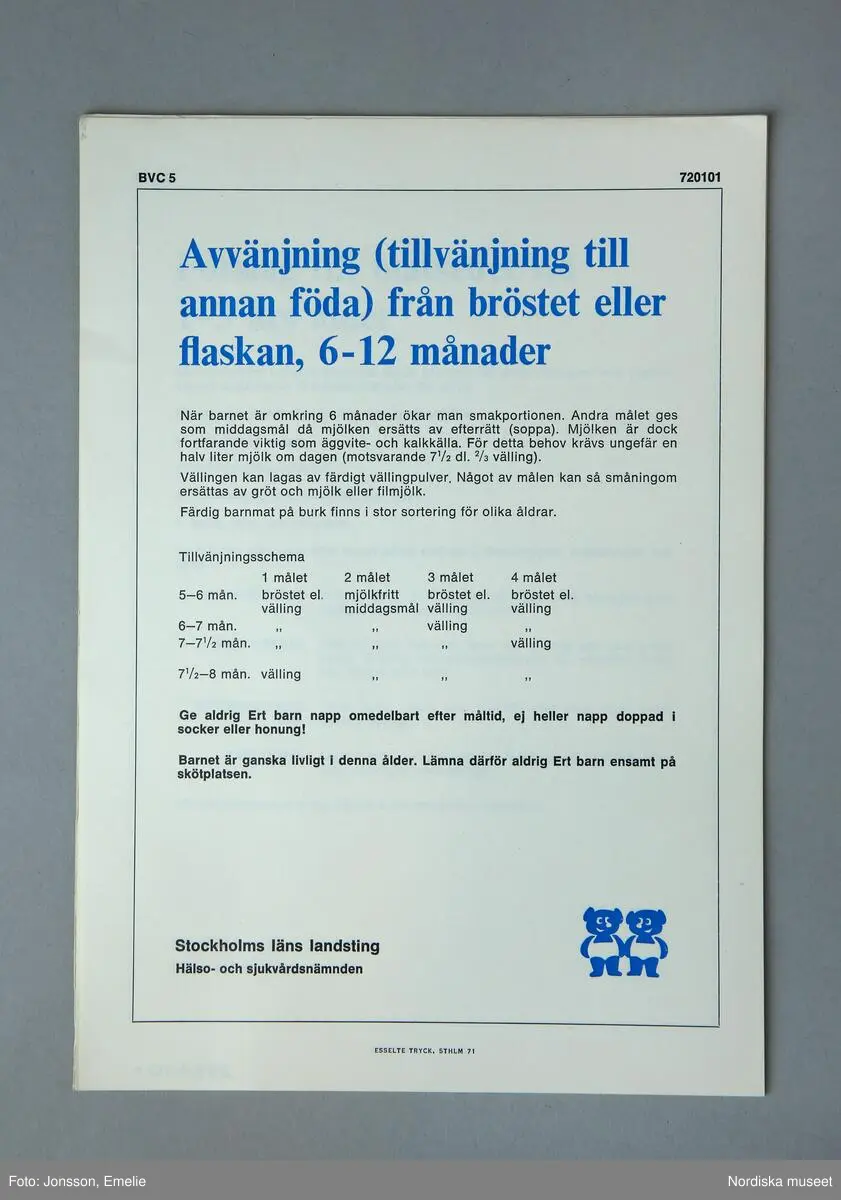 BVC 5 720101
Avvänjning (tillvänjning till
annan föda) från bröstet eller
flaskan, 6-12 månader
När barnet är omkring 6 månader ökar man smakportionen. Andra målet ges
som middagsmål då mjölken ersätts av efterrätt (soppa). Mjölken är dock
fortfarande viktig som äggvite- och kalkkälla. För detta behov krävs ungefär en
halv liter mjölk om dagen (motsvarande 7 1/2 dl. 2/3 välling).
Vällingen kan lagas av färdigt vällingpulver. Något av målen kan så småningom
ersättas av gröt och mjölk eller filmjölk.
Färdig barnmat på burk finns i stor sortering för olika åldrar.
Tillvänjningsschema
1 målet 2 målet 3 målet 4 målet
5–6 mån. bröstet el. mjölkfritt bröstet el. bröstet el.
välling middagsmål välling välling
6–7 mån. ,, ,, välling ,,
7–7 1/2 mån. ,, ,, ,, välling
7 1/2–8 mån. välling ,, ,, ,,
Ge aldrig Ert barn napp omedelbart efter måltid, ej heller napp doppad i
socker eller honung!
Barnet är ganska livligt i denna ålder. Lämna därför aldrig Ert barn ensamt på
skötplatsen.
Stockholms läns landsting
Hälso- och sjukvårdsnämnden
ESSELTE TRYCK, STHLM 71
Foto: Jonsson, Emelie Nordiska museet